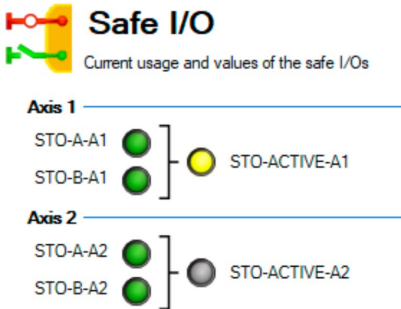 Safe I/O
Current usage and values of the safe I/Os
Axis 1
STO-A-A1
STO-B-A1
STO-ACTIVE-A1
Axis 2
STO-A-A2
STO-B-A2
STO-ACTIVE-A2